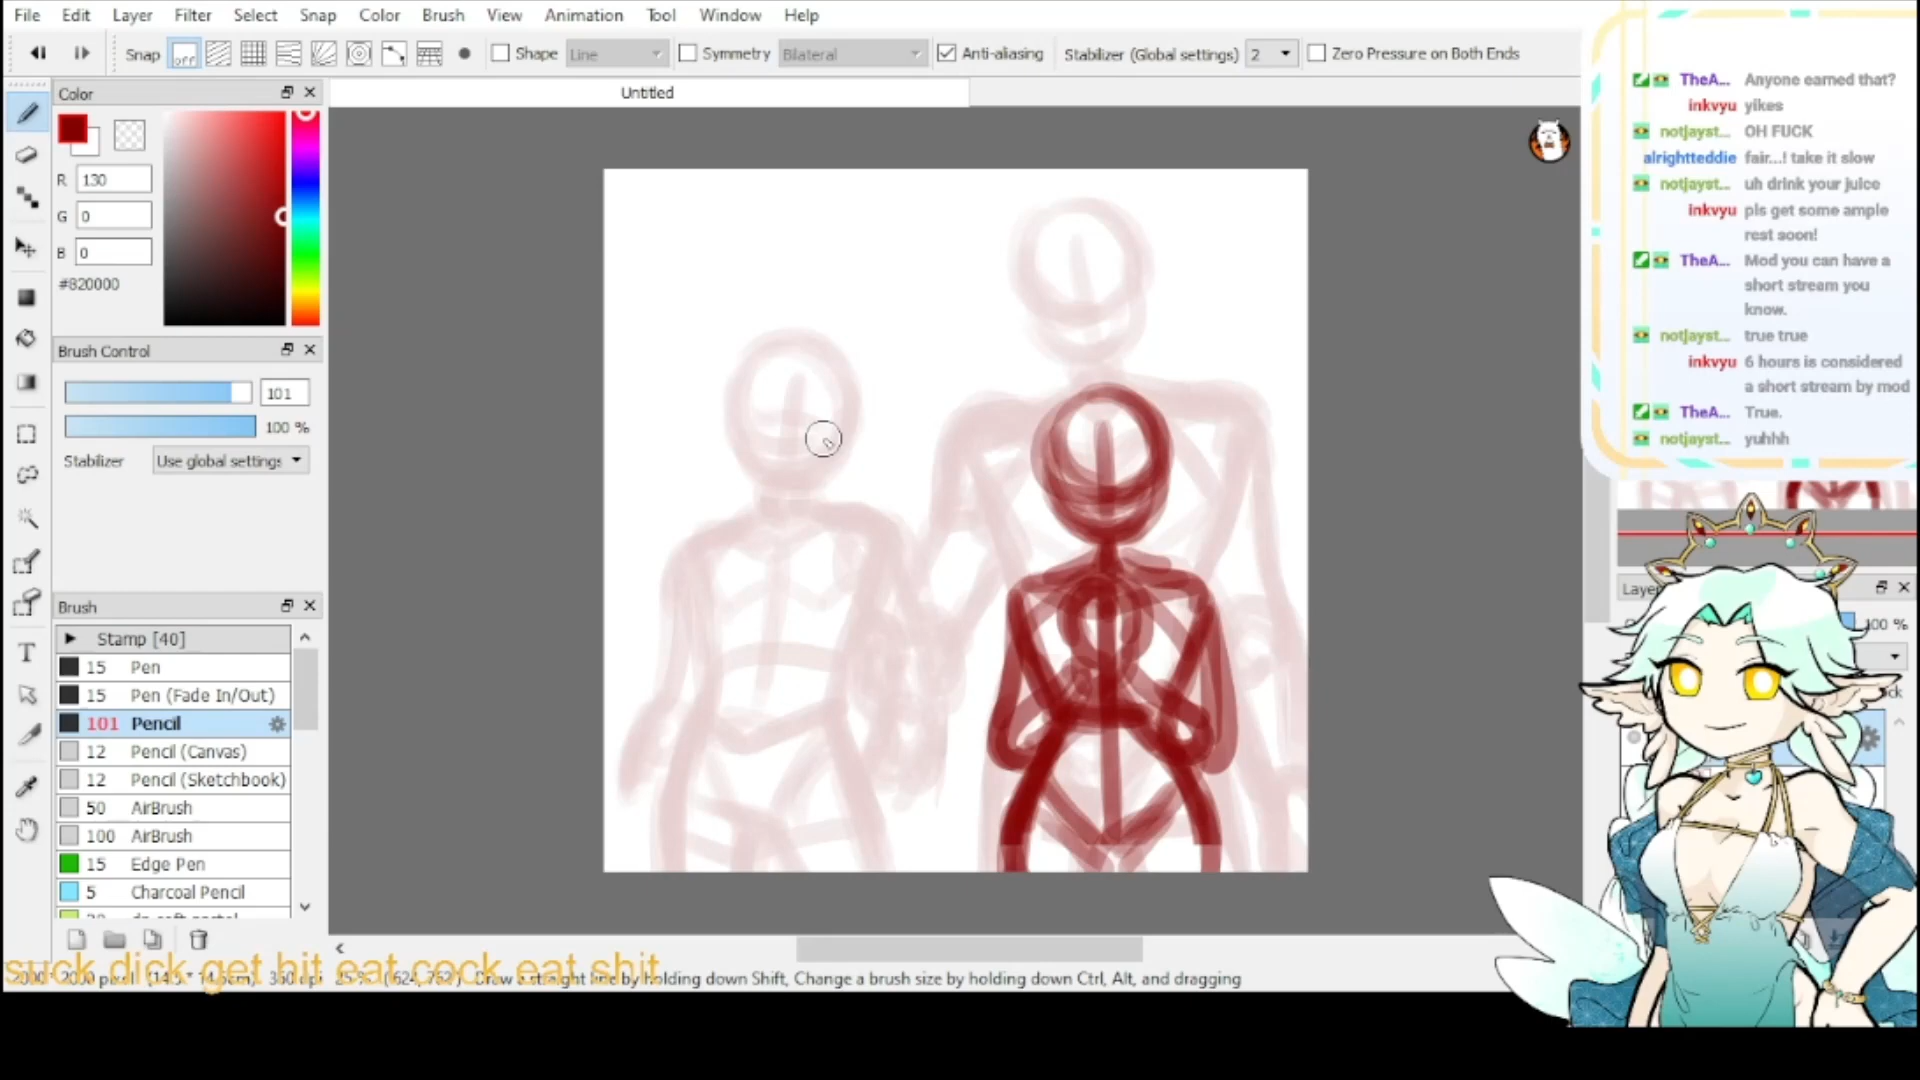 File Edit Layer Filter Select Snap Color Brush View Animation Tool Window Help
Snap off Shape Line Symmetry Bilateral Anti-aliasing Stabilizer (Global settings) 2 Zero Pressure on Both Ends
Color
Untitled
R 130
G 0
B 0
#820000
Brush Control
101
100 %
Stabilizer Use global settings
Brush
Stamp [40]
15 Pen
15 Pen (Fade In/Out)
101 Pencil
12 Pencil (Canvas)
12 Pencil (Sketchbook)
50 AirBrush
100 AirBrush
15 Edge Pen
5 Charcoal Pencil
suck dick get hit eat cock eat shit
Draw a straight line by holding down Shift, Change a brush size by holding down Ctrl, Alt, and dragging
TheA... Anyone earned that?
inkvyu yikes
notjayst... OH FUCK
alrightteddie fair...! take it slow
notjayst... uh drink your juice
inkvyu pls get some ample
rest soon!
TheA... Mod you can have a
short stream you
know.
notjayst... true true
inkvyu 6 hours is considered
a short stream by mod
TheA... True.
notjayst... yuhhh
100 %